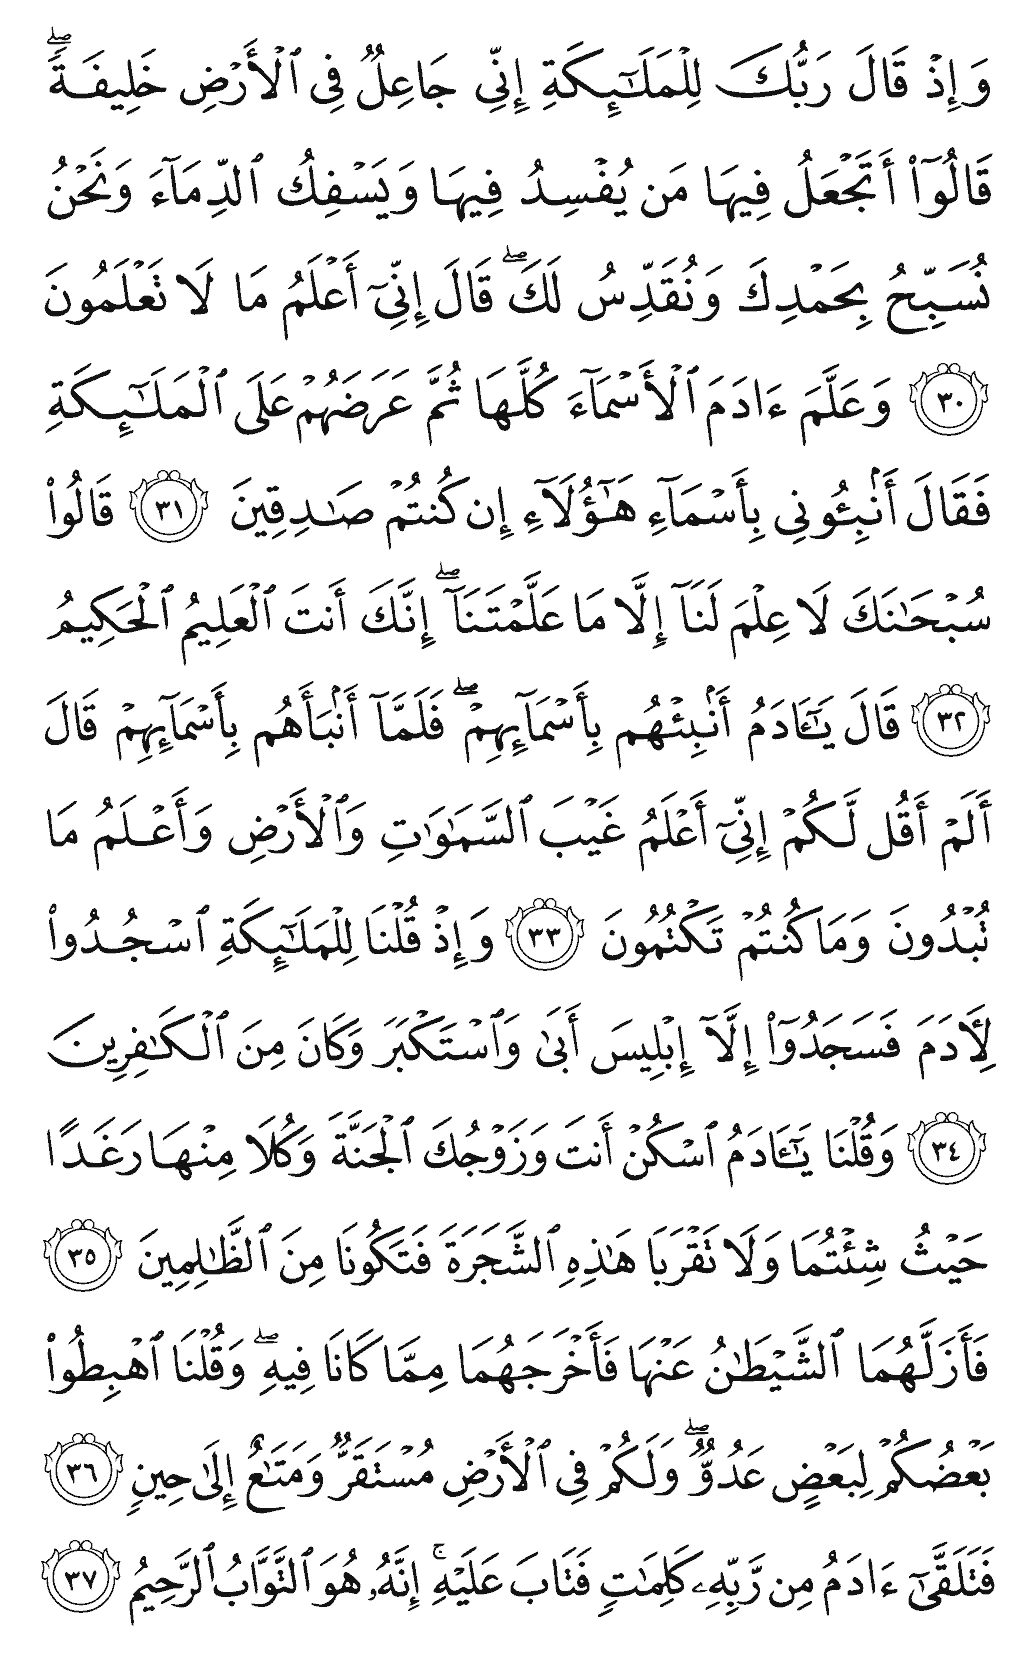 وَإِذۡ قَالَ رَبُّكَ لِلۡمَلَٰٓئِكَةِ إِنِّي جَاعِلٞ فِي ٱلۡأَرۡضِ خَلِيفَةٗۖ
قَالُوٓاْ أَتَجۡعَلُ فِيهَا مَن يُفۡسِدُ فِيهَا وَيَسۡفِكُ ٱلدِّمَآءَ وَنَحۡنُ
نُسَبِّحُ بِحَمۡدِكَ وَنُقَدِّسُ لَكَۖ قَالَ إِنِّيٓ أَعۡلَمُ مَا لَا تَعۡلَمُونَ
٣٠ وَعَلَّمَ ءَادَمَ ٱلۡأَسۡمَآءَ كُلَّهَا ثُمَّ عَرَضَهُمۡ عَلَى ٱلۡمَلَٰٓئِكَةِ
فَقَالَ أَنۢبِـُٔونِي بِأَسۡمَآءِ هَٰٓؤُلَآءِ إِن كُنتُمۡ صَٰدِقِينَ ٣١ قَالُواْ
سُبۡحَٰنَكَ لَا عِلۡمَ لَنَآ إِلَّا مَا عَلَّمۡتَنَآۖ إِنَّكَ أَنتَ ٱلۡعَلِيمُ ٱلۡحَكِيمُ
٣٢ قَالَ يَٰٓـَٔادَمُ أَنۢبِئۡهُم بِأَسۡمَآئِهِمۡۖ فَلَمَّآ أَنۢبَأَهُم بِأَسۡمَآئِهِمۡ قَالَ
أَلَمۡ أَقُل لَّكُمۡ إِنِّيٓ أَعۡلَمُ غَيۡبَ ٱلسَّمَٰوَٰتِ وَٱلۡأَرۡضِ وَأَعۡلَمُ مَا
تُبۡدُونَ وَمَا كُنتُمۡ تَكۡتُمُونَ ٣٣ وَإِذۡ قُلۡنَا لِلۡمَلَٰٓئِكَةِ ٱسۡجُدُواْ
لِأٓدَمَ فَسَجَدُوٓاْ إِلَّآ إِبۡلِيسَ أَبَىٰ وَٱسۡتَكۡبَرَ وَكَانَ مِنَ ٱلۡكَٰفِرِينَ
٣٤ وَقُلۡنَا يَٰٓـَٔادَمُ ٱسۡكُنۡ أَنتَ وَزَوۡجُكَ ٱلۡجَنَّةَ وَكُلَا مِنۡهَا رَغَدًا
حَيۡثُ شِئۡتُمَا وَلَا تَقۡرَبَا هَٰذِهِ ٱلشَّجَرَةَ فَتَكُونَا مِنَ ٱلظَّٰلِمِينَ ٣٥
فَأَزَلَّهُمَا ٱلشَّيۡطَٰنُ عَنۡهَا فَأَخۡرَجَهُمَا مِمَّا كَانَا فِيهِۖ وَقُلۡنَا ٱهۡبِطُواْ
بَعۡضُكُمۡ لِبَعۡضٍ عَدُوّٞۖ وَلَكُمۡ فِي ٱلۡأَرۡضِ مُسۡتَقَرّٞ وَمَتَٰعٌ إِلَىٰ حِينٖ ٣٦
فَتَلَقَّىٰٓ ءَادَمُ مِن رَّبِّهِۦ كَلِمَٰتٖ فَتَابَ عَلَيۡهِۚ إِنَّهُۥ هُوَ ٱلتَّوَّابُ ٱلرَّحِيمُ ٣٧